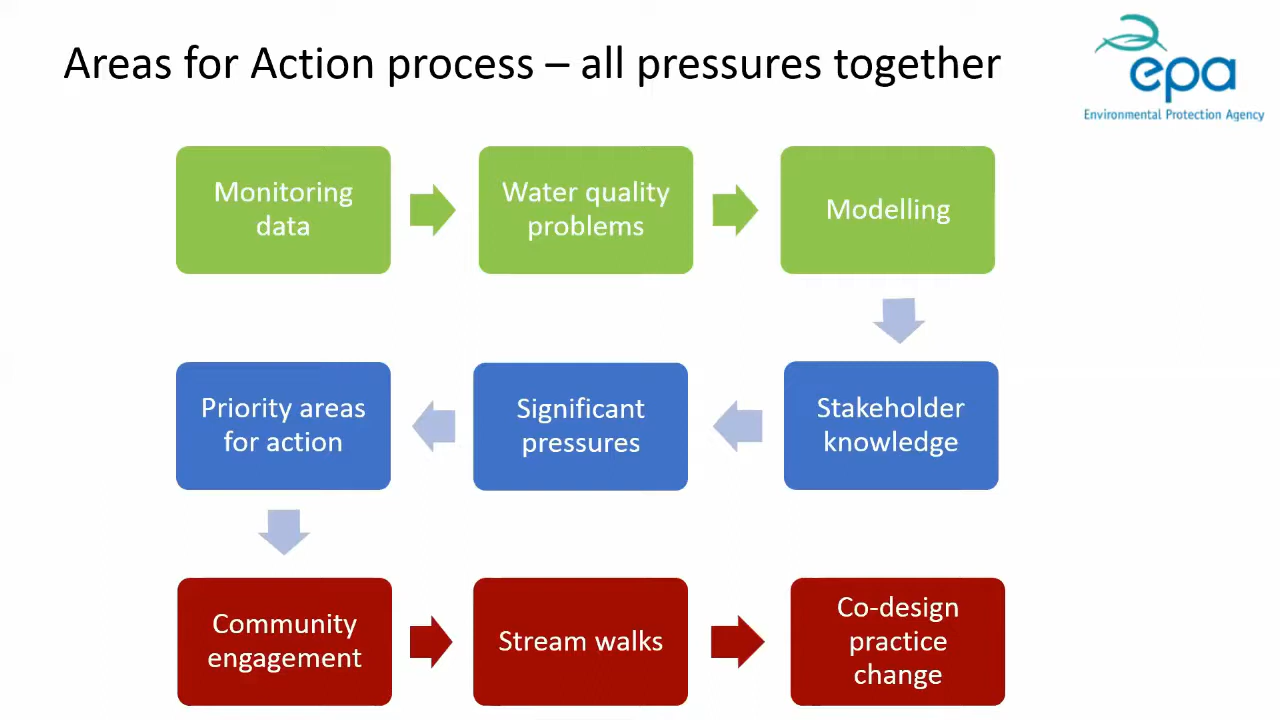 Areas for Action process – all pressures together
epa
Environmental Protection Agency
Monitoring
data
Water quality
problems
Modelling
Stakeholder
knowledge
Significant
pressures
Priority areas
for action
Community
engagement
Stream walks
Co-design
practice
change